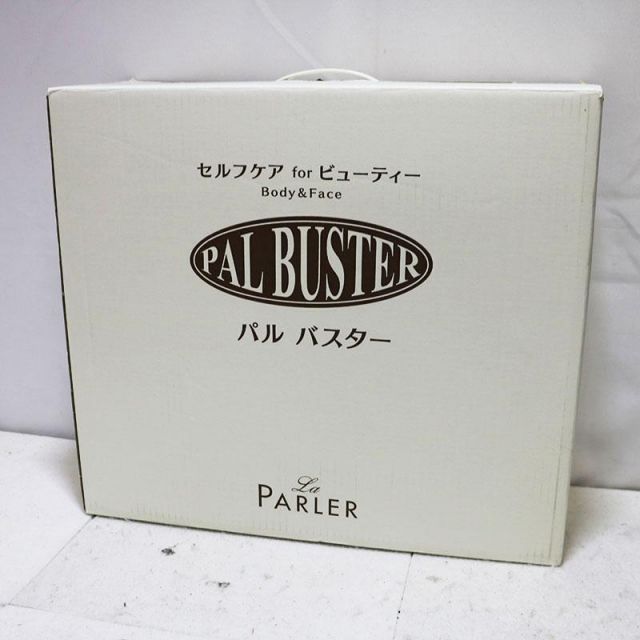 セルフケア for ビューティー
Body&Face
PAL BUSTER
パル バスター
La
PARLER